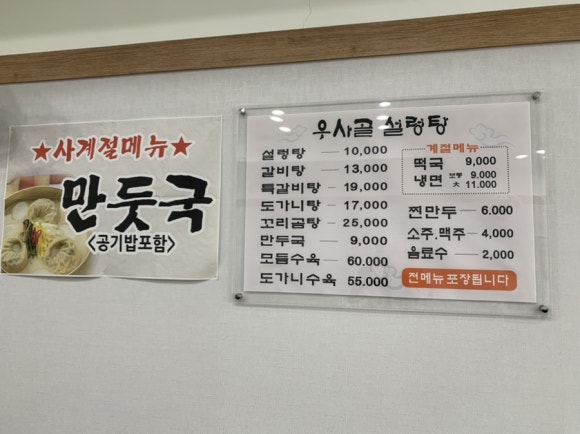 ★사계절메뉴★
만둣국
<공기밥포함>
우사골 설렁탕
설렁탕 10,000
갈비탕 13,000
특갈비탕 19,000
도가니탕 17,000
꼬리곰탕 25,000
만두국 9,000
모듬수육 60.000
도가니수육 55.000
계절메뉴
떡국 9,000
냉면 보통 9.000
大 11.000
찐만두 6.000
소주.맥주 4,000
음료수 2,000
전메뉴포장됩니다